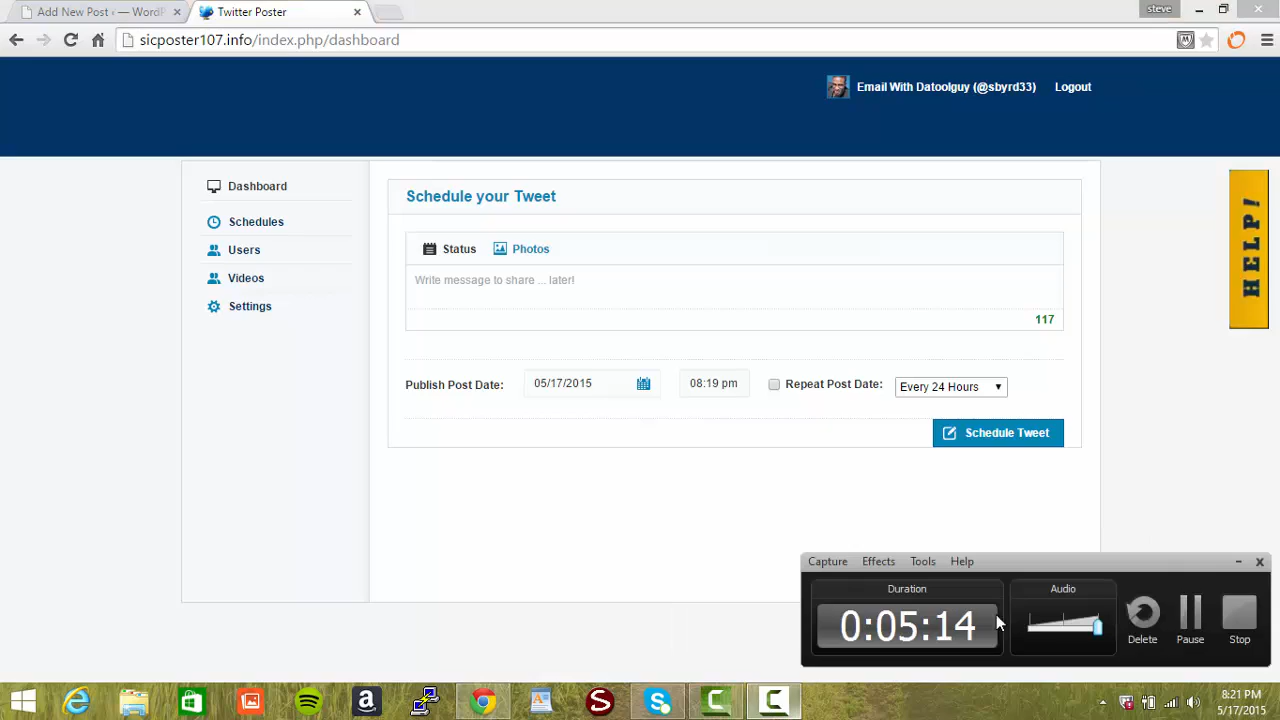 Add New Post ‹ — WordP
Twitter Poster
steve
sicposter107.info/index.php/dashboard
Email With Datoolguy (@sbyrd33)
Logout
Dashboard
Schedules
Users
Videos
Settings
Schedule your Tweet
Status
Photos
Write message to share ... later!
117
Publish Post Date:
05/17/2015
08:19 pm
Repeat Post Date:
Every 24 Hours
Schedule Tweet
HELP!
Capture Effects Tools Help
Duration
Audio
0:05:14
Delete
Pause
Stop
8:21 PM
5/17/2015